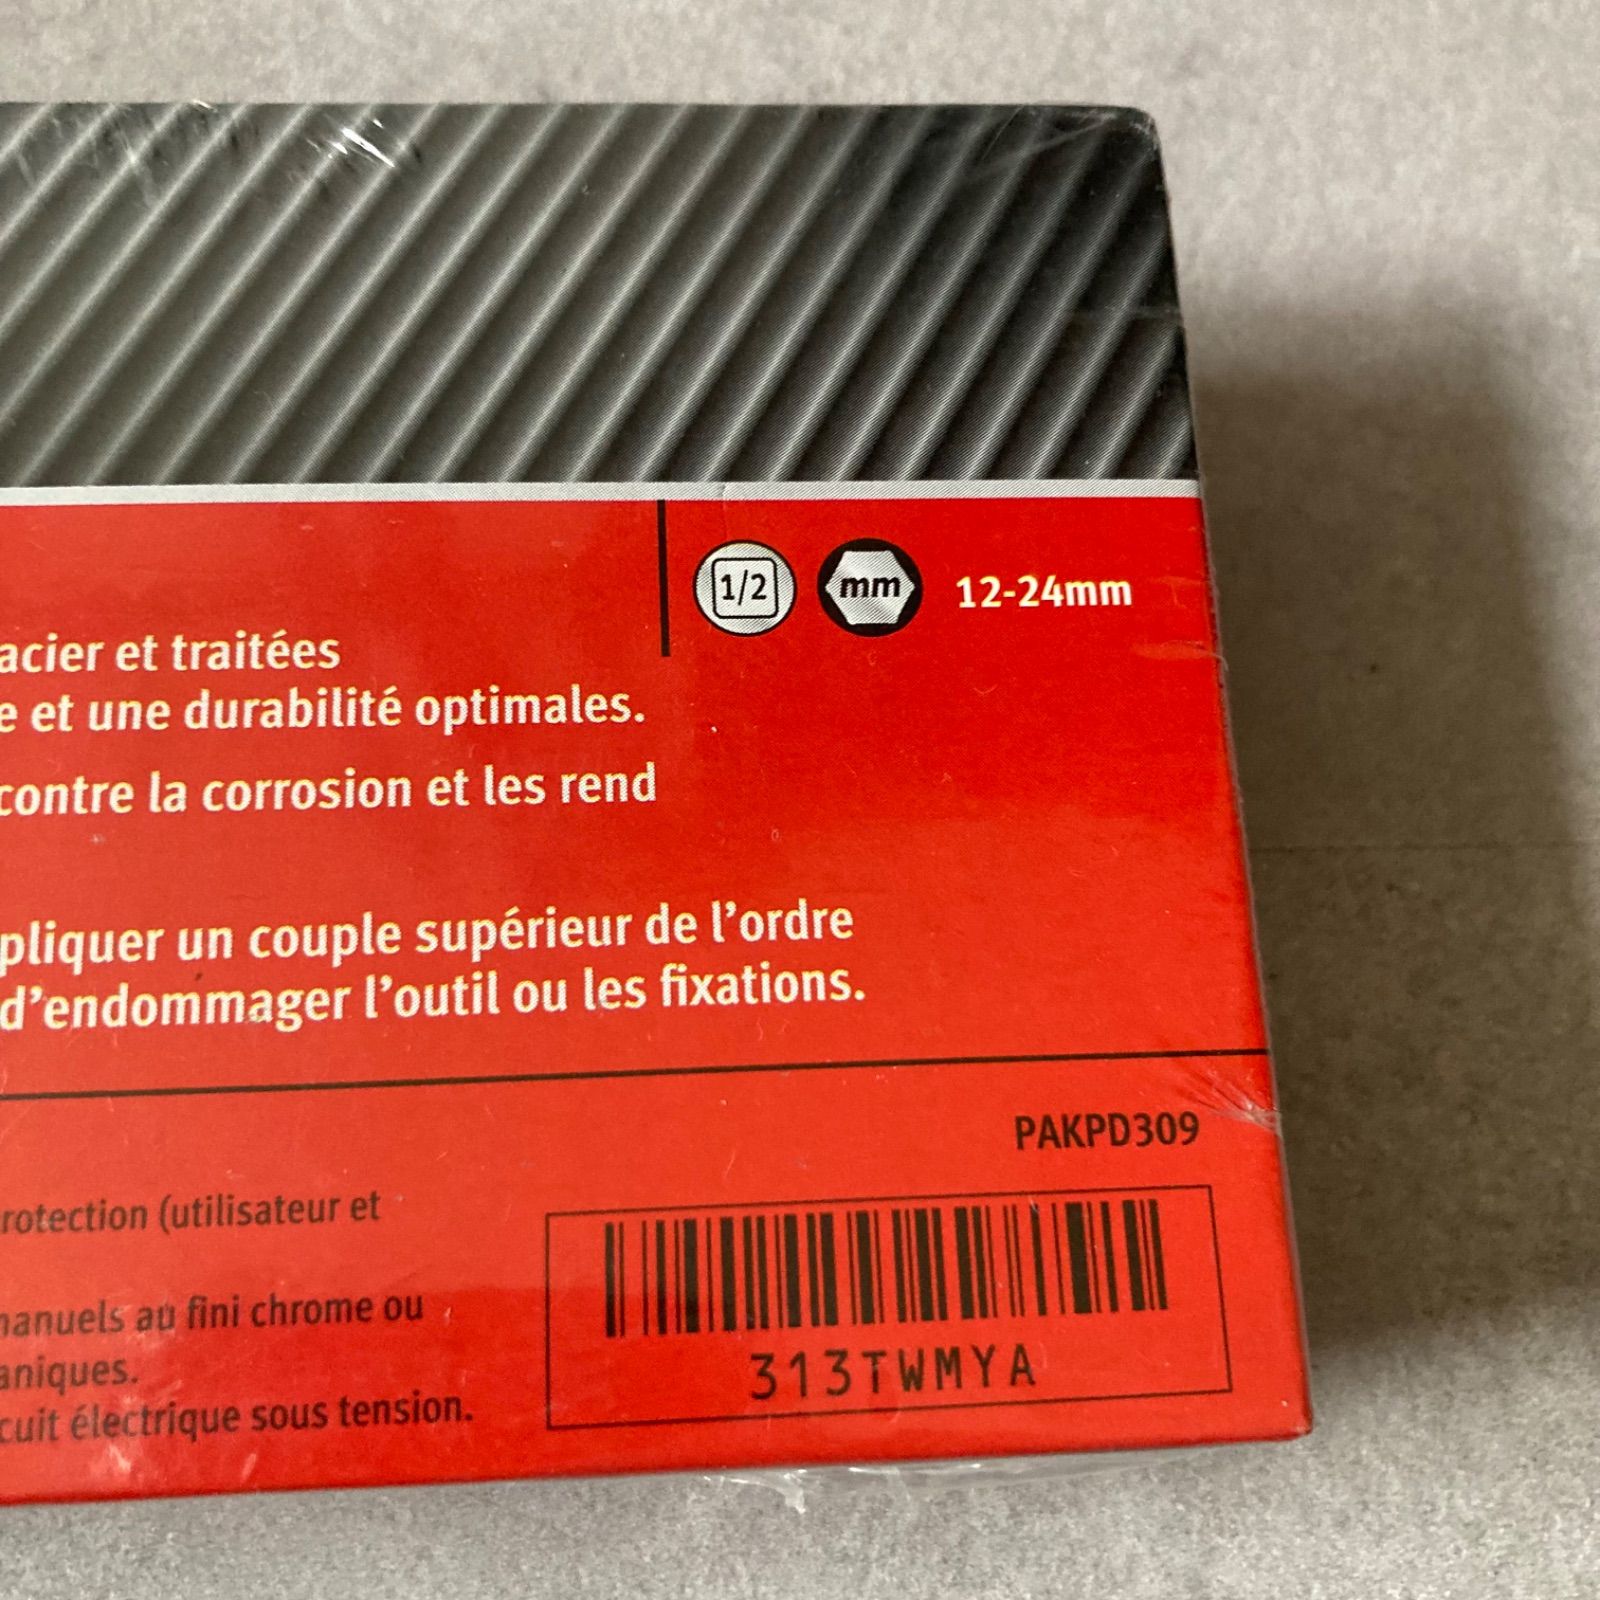 1/2 mm 12-24mm
acier et traitées
e et une durabilité optimales.
contre la corrosion et les rend
pliquer un couple supérieur de l'ordre
d'endommager l'outil ou les fixations.
PAKPD309
rotection (utilisateur et
manuels au fini chrome ou
aniques.
cuit électrique sous tension.
313TWMYA